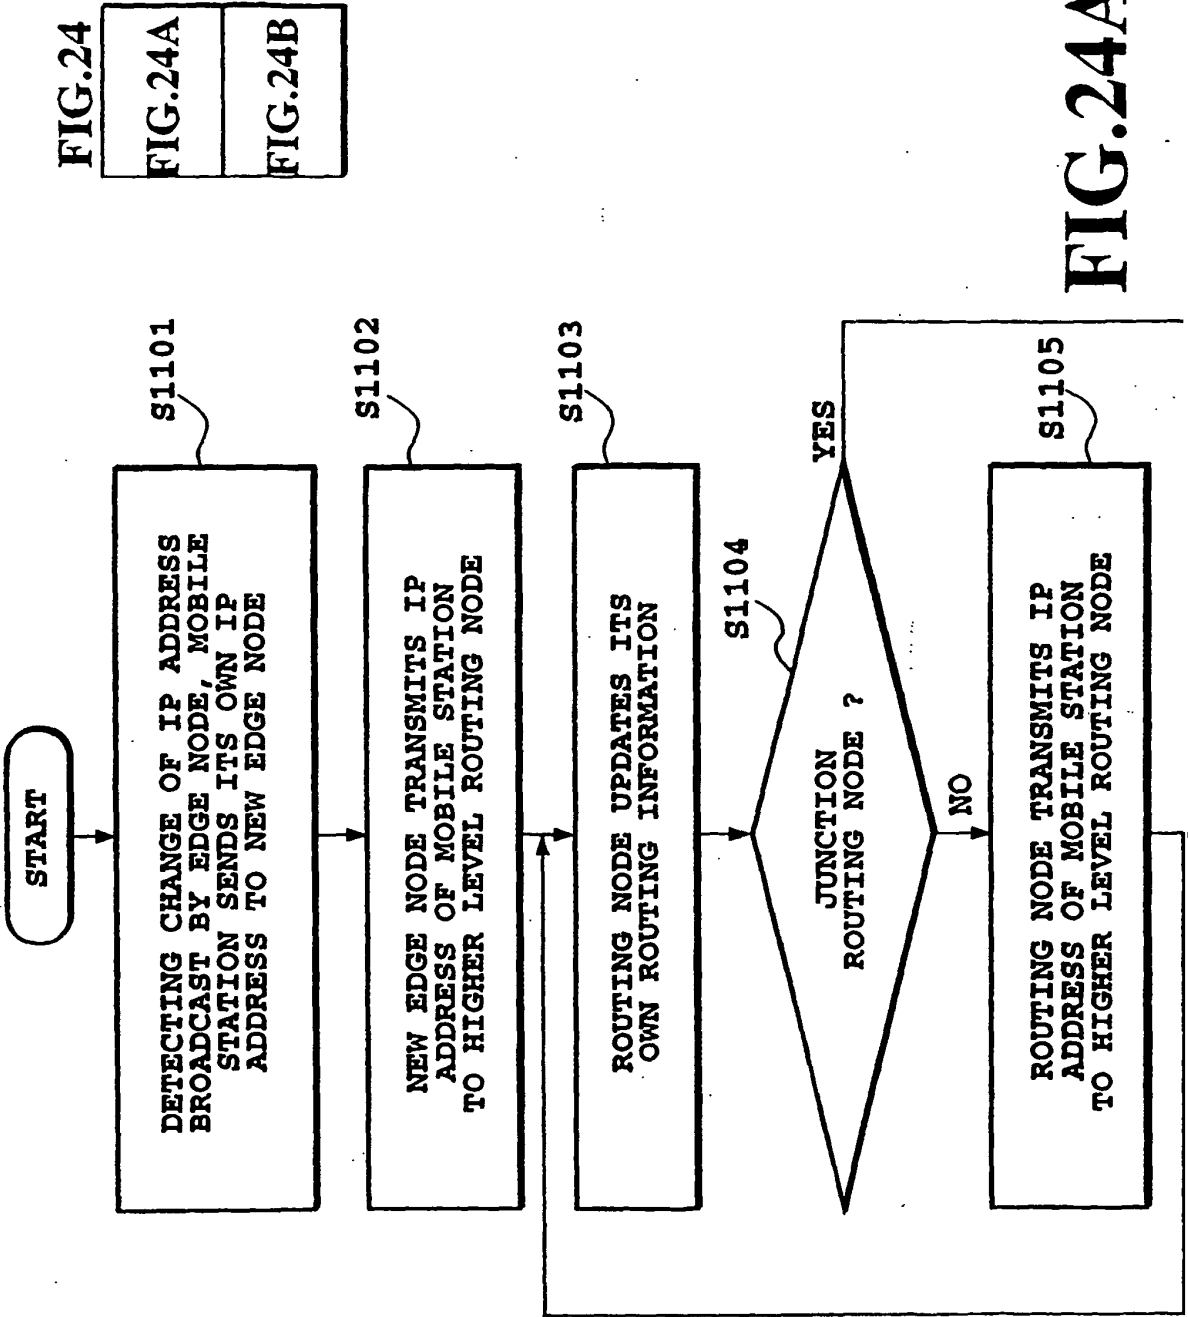 FIG.24
FIG.24A
FIG.24B
FIG.24A
START
DETECTING CHANGE OF IP ADDRESS
BROADCAST BY EDGE NODE, MOBILE
STATION SENDS ITS OWN IP
ADDRESS TO NEW EDGE NODE
S1101
NEW EDGE NODE TRANSMITS IP
ADDRESS OF MOBILE STATION
TO HIGHER LEVEL ROUTING NODE
S1102
ROUTING NODE UPDATES ITS
OWN ROUTING INFORMATION
S1103
JUNCTION
ROUTING NODE ?
S1104
YES
NO
ROUTING NODE TRANSMITS IP
ADDRESS OF MOBILE STATION
TO HIGHER LEVEL ROUTING NODE
S1105